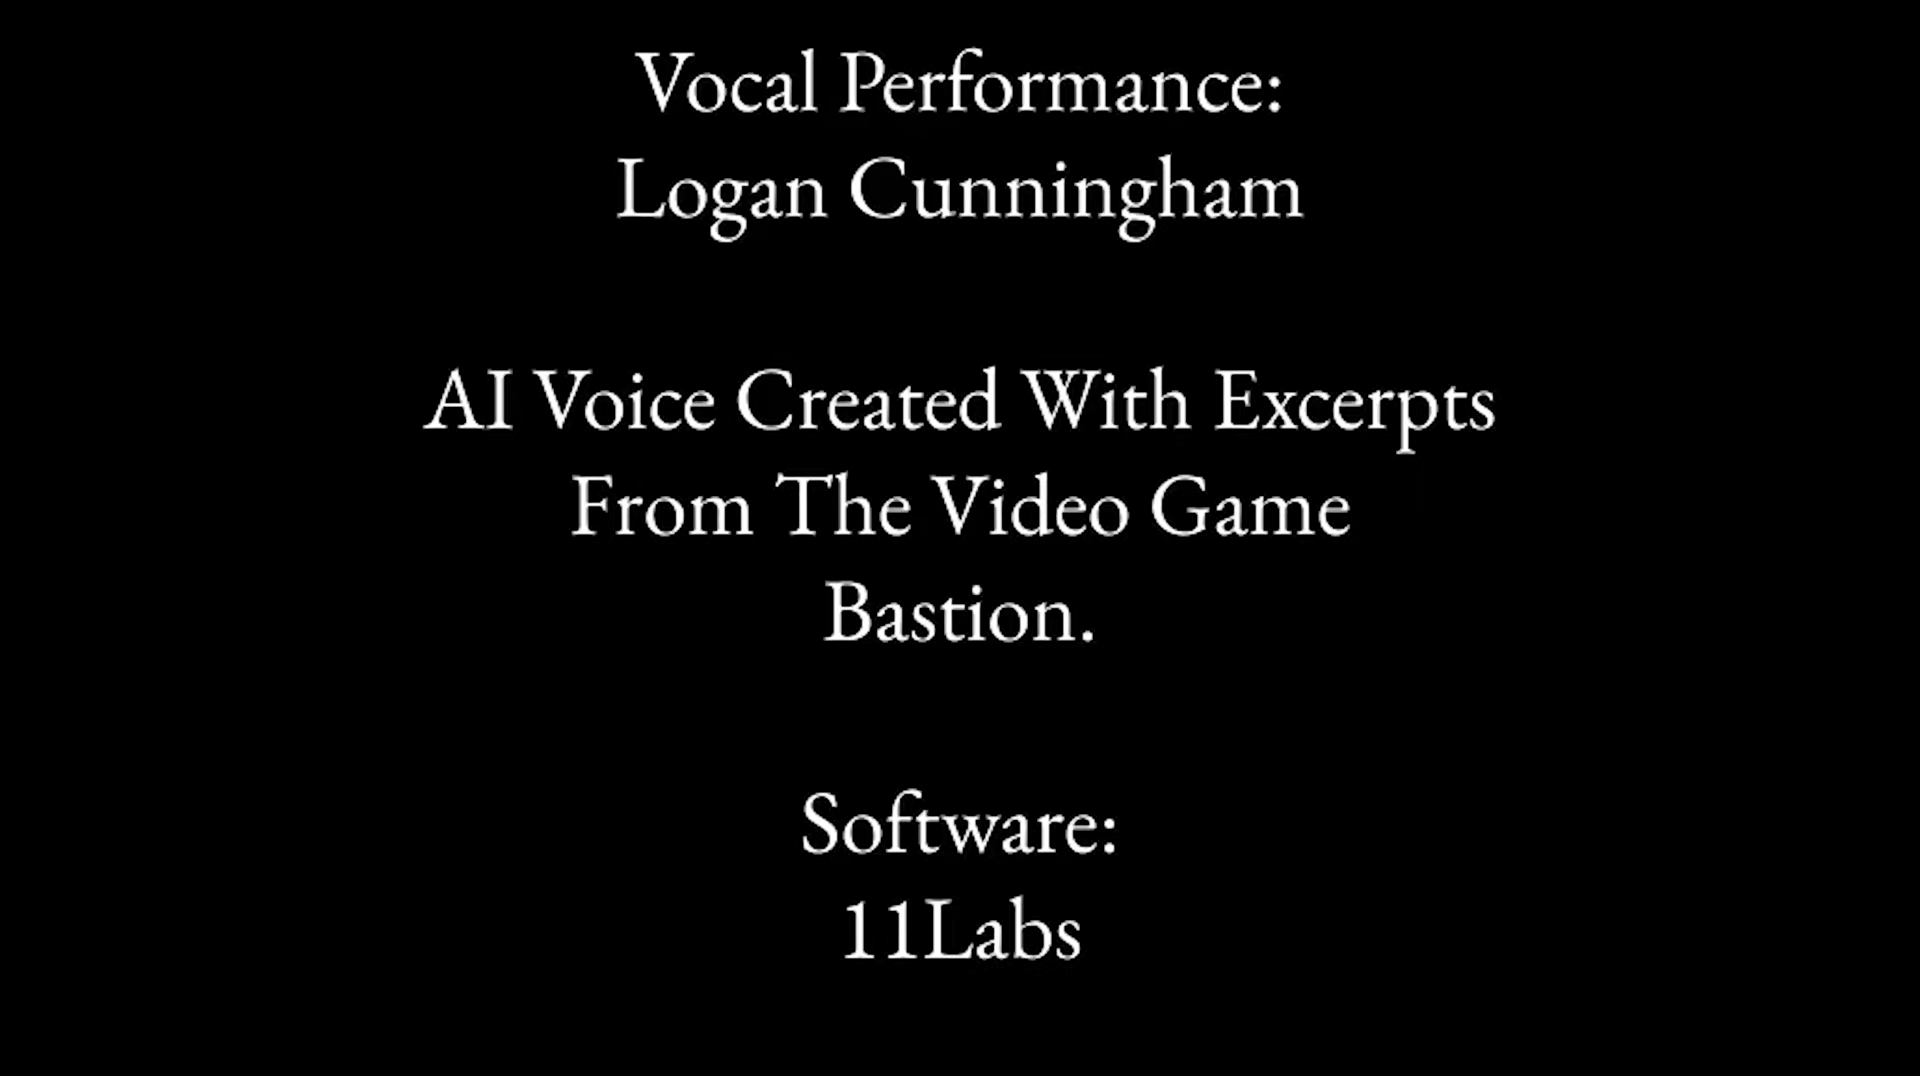 Vocal Performance:
Logan Cunningham
AI Voice Created With Excerpts
From The Video Game
Bastion.
Software:
11Labs